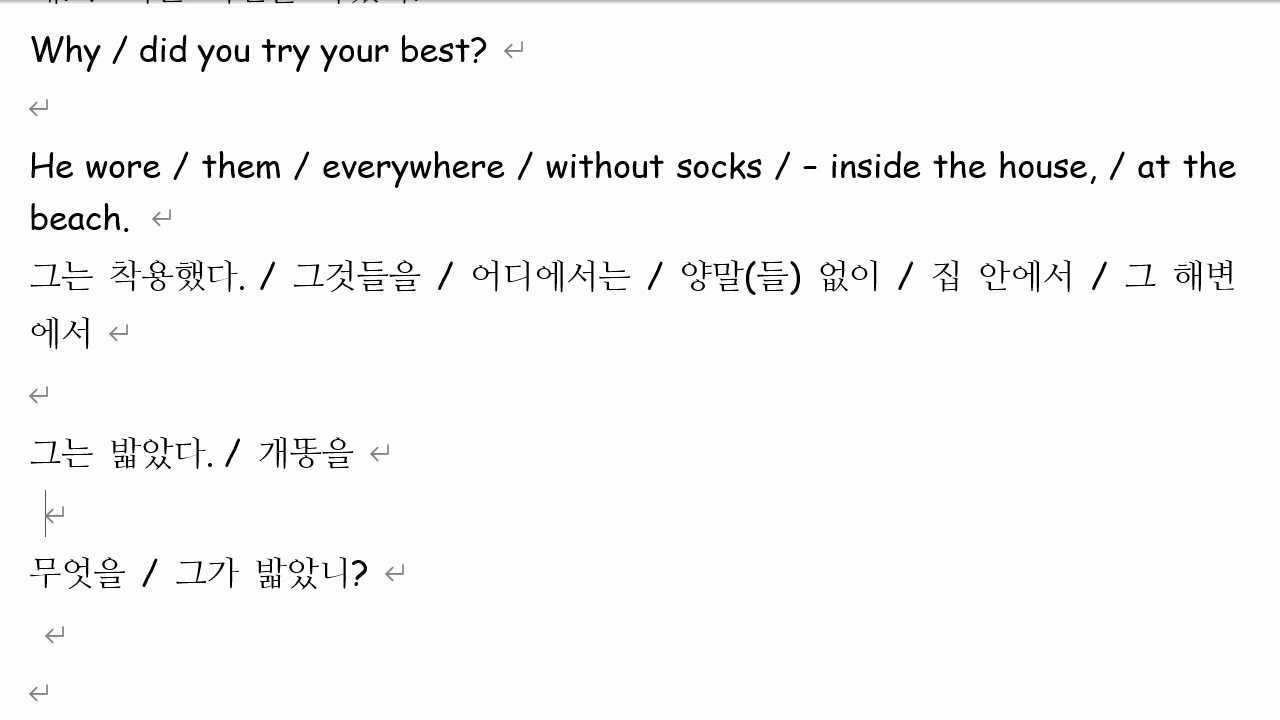 Why / did you try your best?
He wore / them / everywhere / without socks / – inside the house, / at the
beach.
그는 착용했다. / 그것들을 / 어디에서는 / 양말(들) 없이 / 집 안에서 / 그 해변
에서
그는 밟았다. / 개똥을
무엇을 / 그가 밟았니?